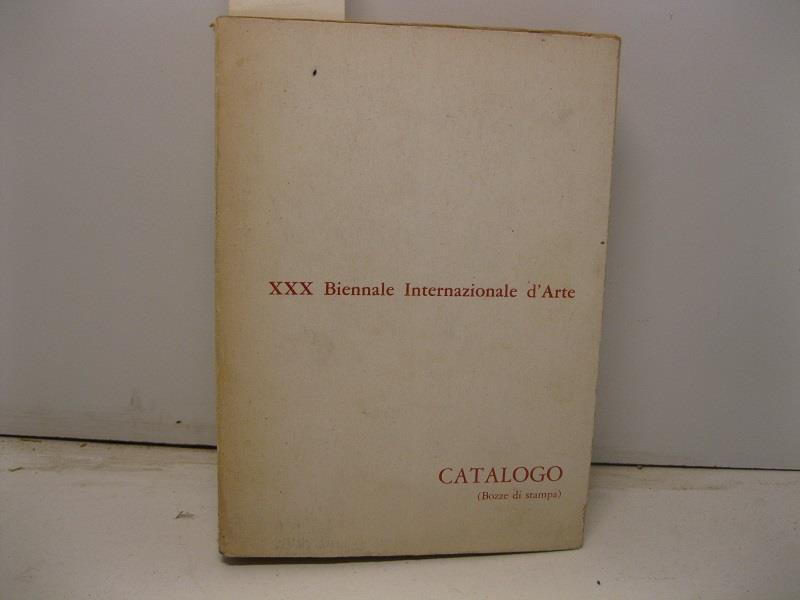 XXX Biennale Internazionale d'Arte
CATALOGO
(Bozze di stampa)